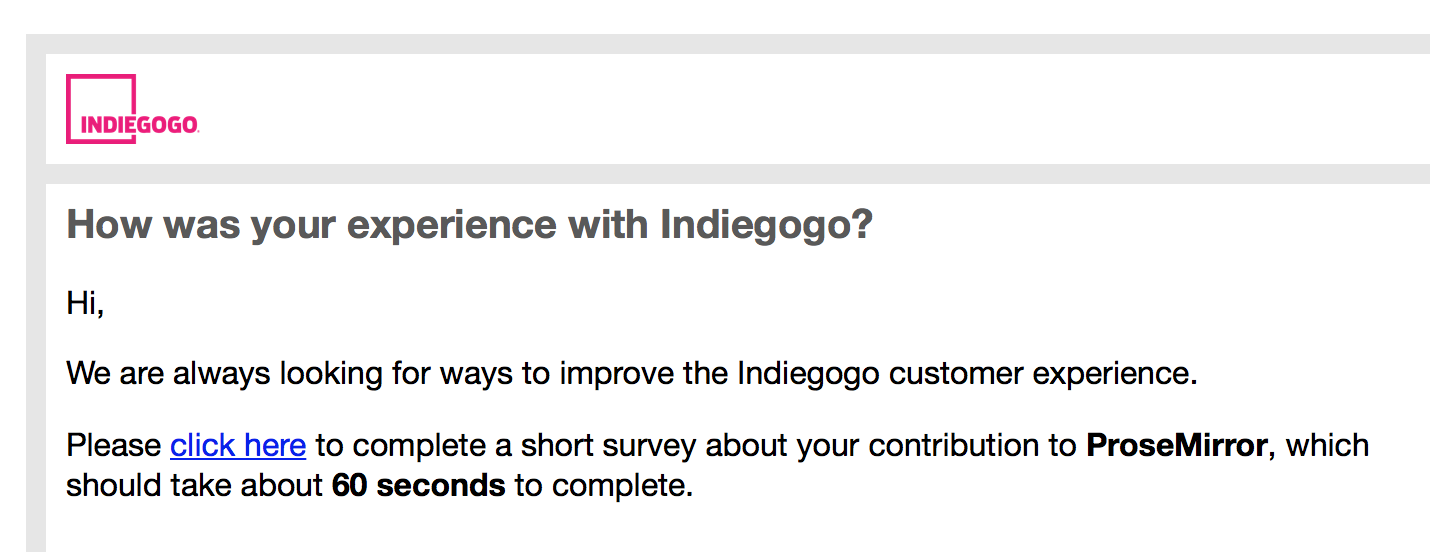 INDIEGOGO
How was your experience with Indiegogo?
Hi,
We are always looking for ways to improve the Indiegogo customer experience.
Please click here to complete a short survey about your contribution to ProseMirror, which
should take about 60 seconds to complete.